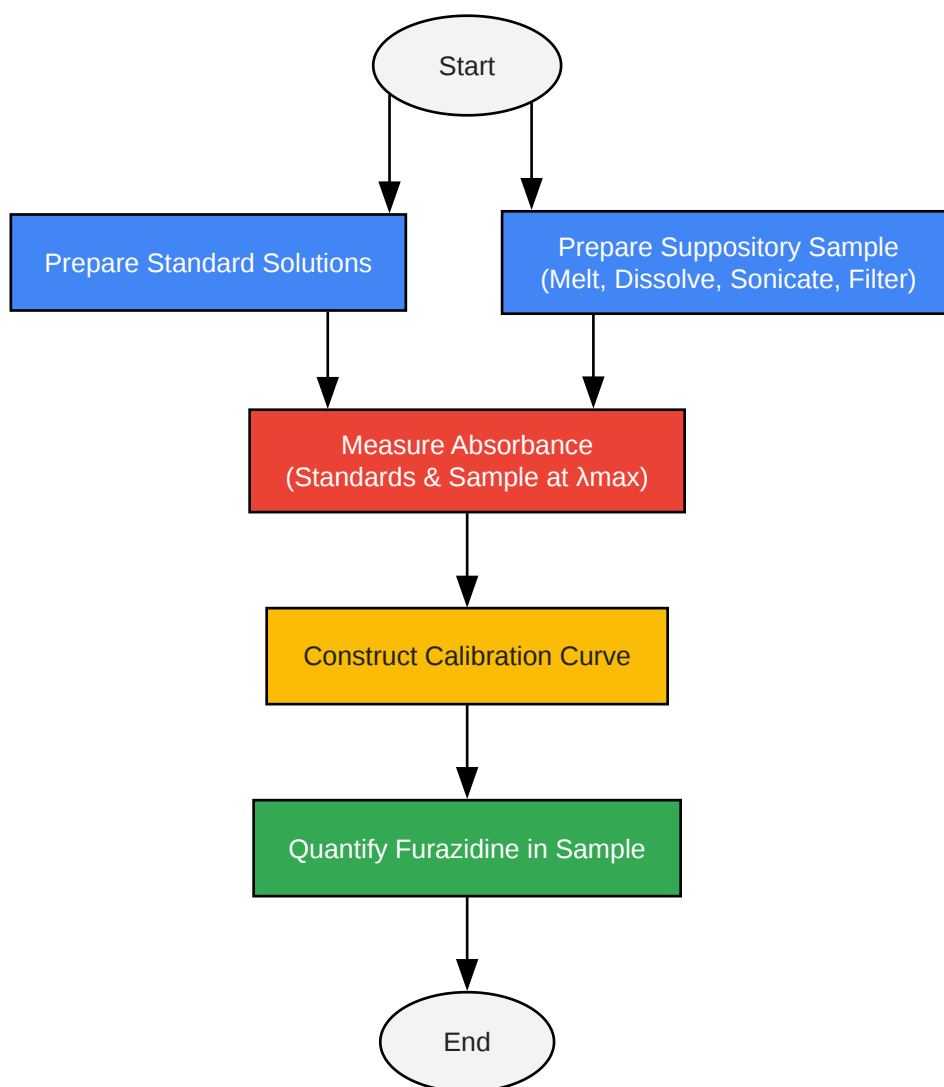 Start
Prepare Standard Solutions
Prepare Suppository Sample
(Melt, Dissolve, Sonicate, Filter)
Measure Absorbance
(Standards & Sample at λmax)
Construct Calibration Curve
Quantify Furazidine in Sample
End